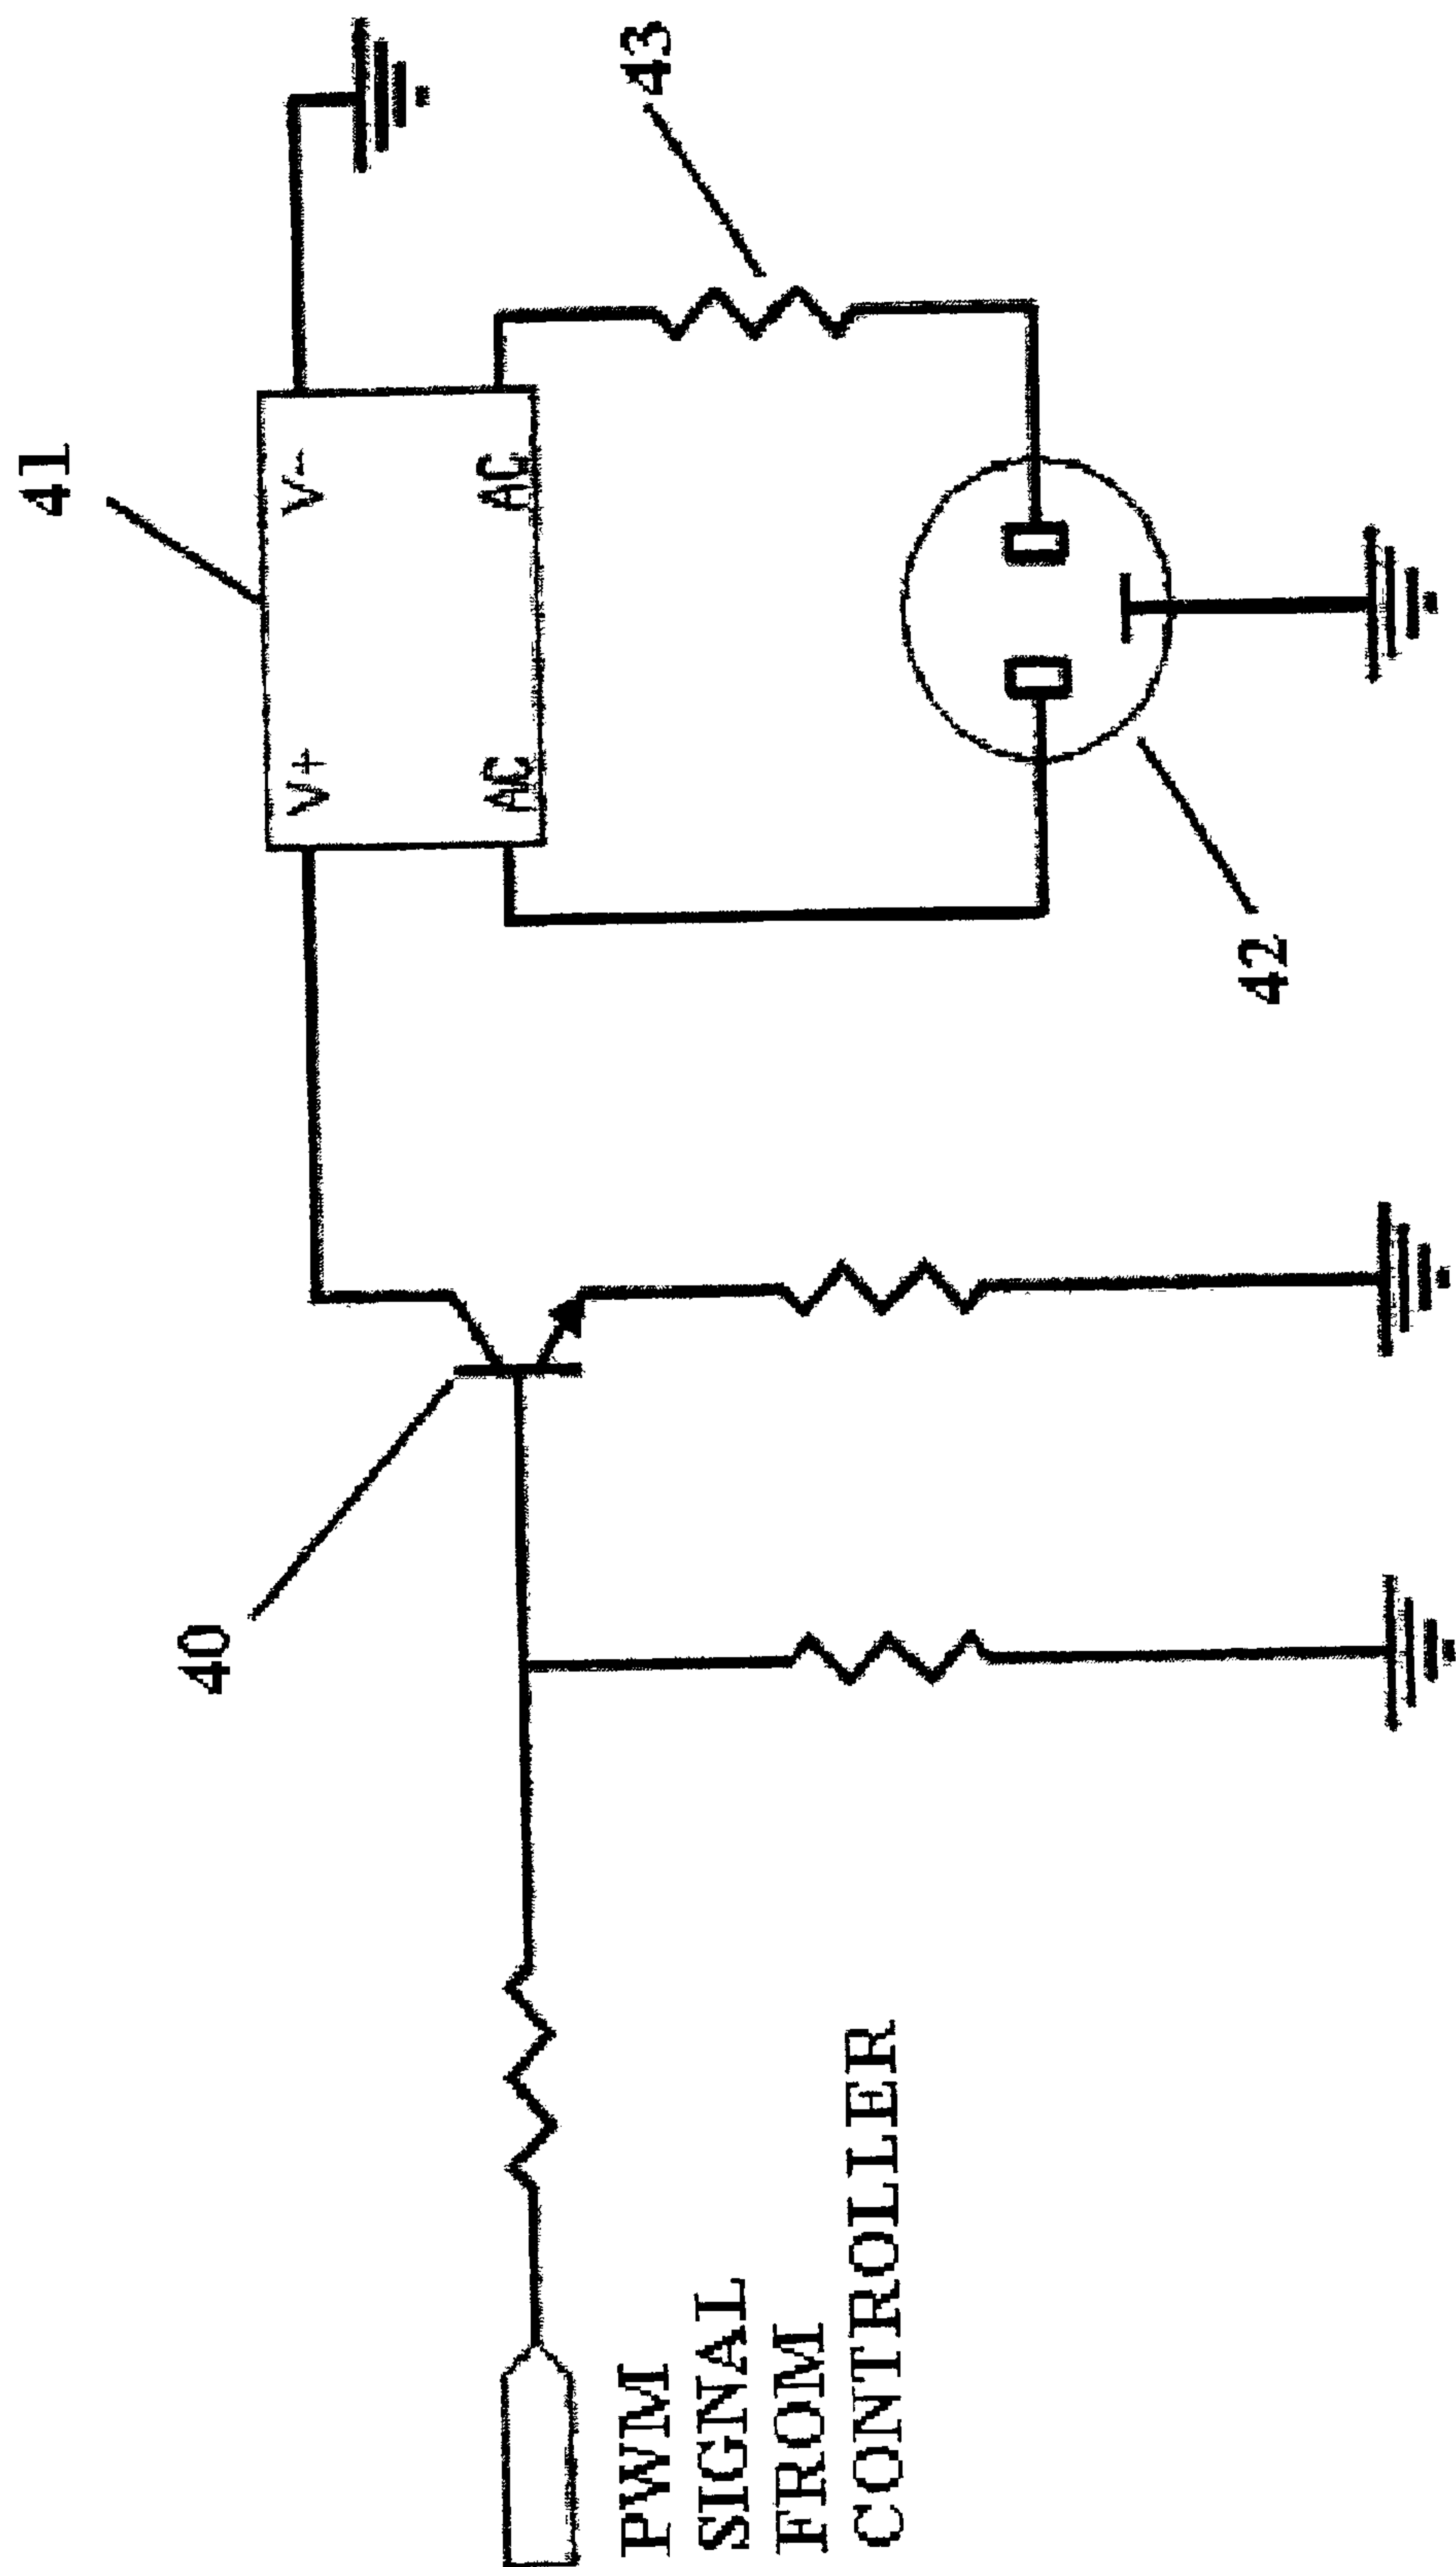 41
43
V+
V-
AC
AC
40
42
PWM
SIGNAL
FROM
CONTROLLER